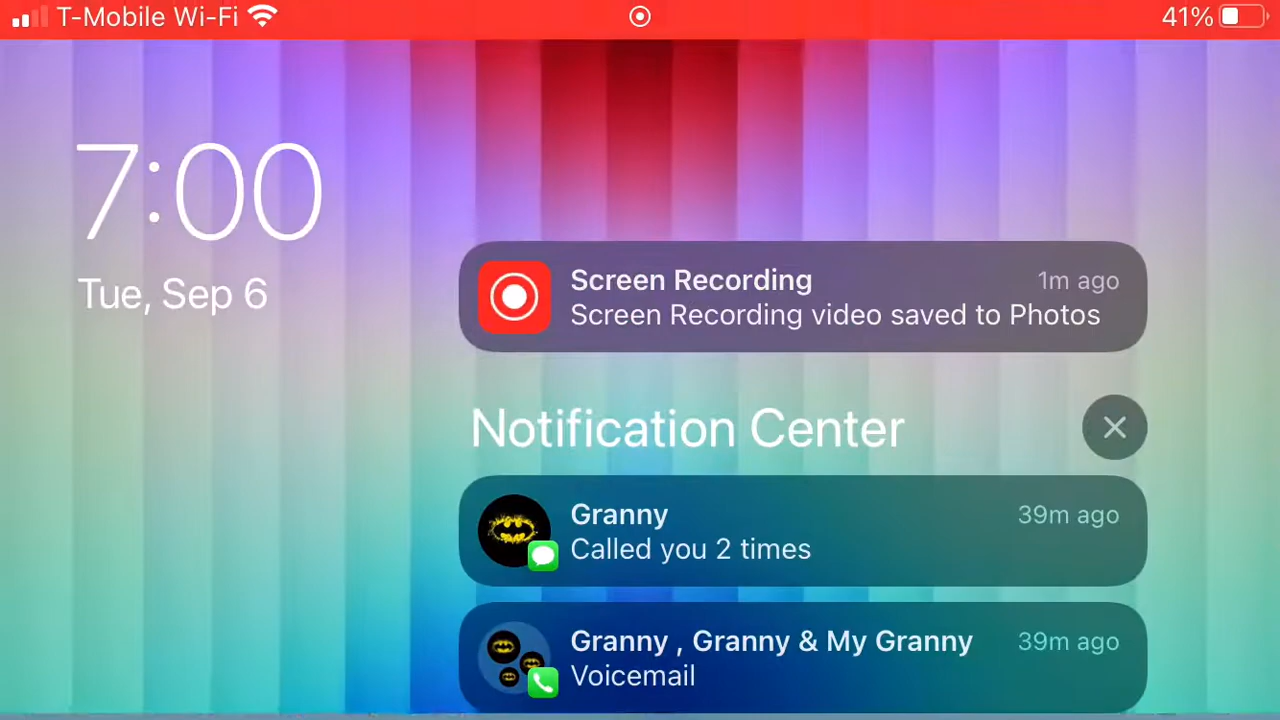 T-Mobile Wi-Fi
41%
7:00
Tue, Sep 6
Screen Recording 1m ago
Screen Recording video saved to Photos
Notification Center
Granny 39m ago
Called you 2 times
Granny , Granny & My Granny 39m ago
Voicemail